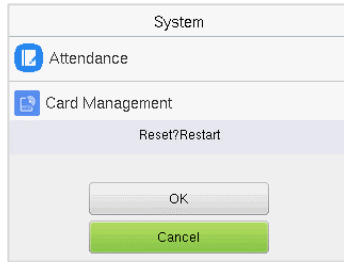 System
Attendance
Card Management
Reset?Restart
OK
Cancel